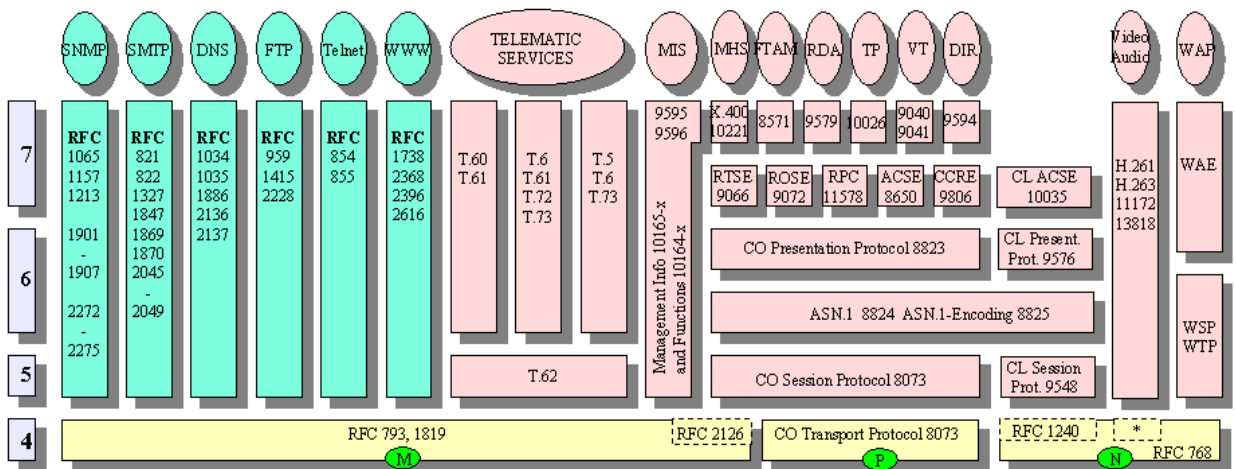 SNMP
SMTP
DNS
FTP
Telnet
WWW
TELEMATIC
SERVICES
MIS
MHS
FTAM
RDA
TP
VT
DIR
Video
Audio
WAP
7
RFC
1065
1157
1213
1901
-
1907
2272
-
2275
RFC
821
822
1327
1847
1869
1870
2045
-
2049
RFC
1034
1035
1886
2136
2137
RFC
959
1415
2228
RFC
854
855
RFC
1738
2368
2396
2616
T.60
T.61
T.6
T.61
T.72
T.73
T.5
T.6
T.73
9595
9596
Management Info 10165-x
and Functions 10164-x
X.400
10221
8571
9579
10026
9040
9041
9594
RTSE
9066
ROSE
9072
RPC
11578
ACSE
8650
CCRE
9806
CL ACSE
10035
H.261
H.263
11172
13818
WAE
6
CO Presentation Protocol 8823
CL Present.
Prot. 9576
ASN.1 8824 ASN.1-Encoding 8825
WSP
WTP
5
T.62
CO Session Protocol 8073
CL Session
Prot. 9548
4
RFC 793, 1819
RFC 2126
M
CO Transport Protocol 8073
P
RFC 1240
*
N
RFC 768